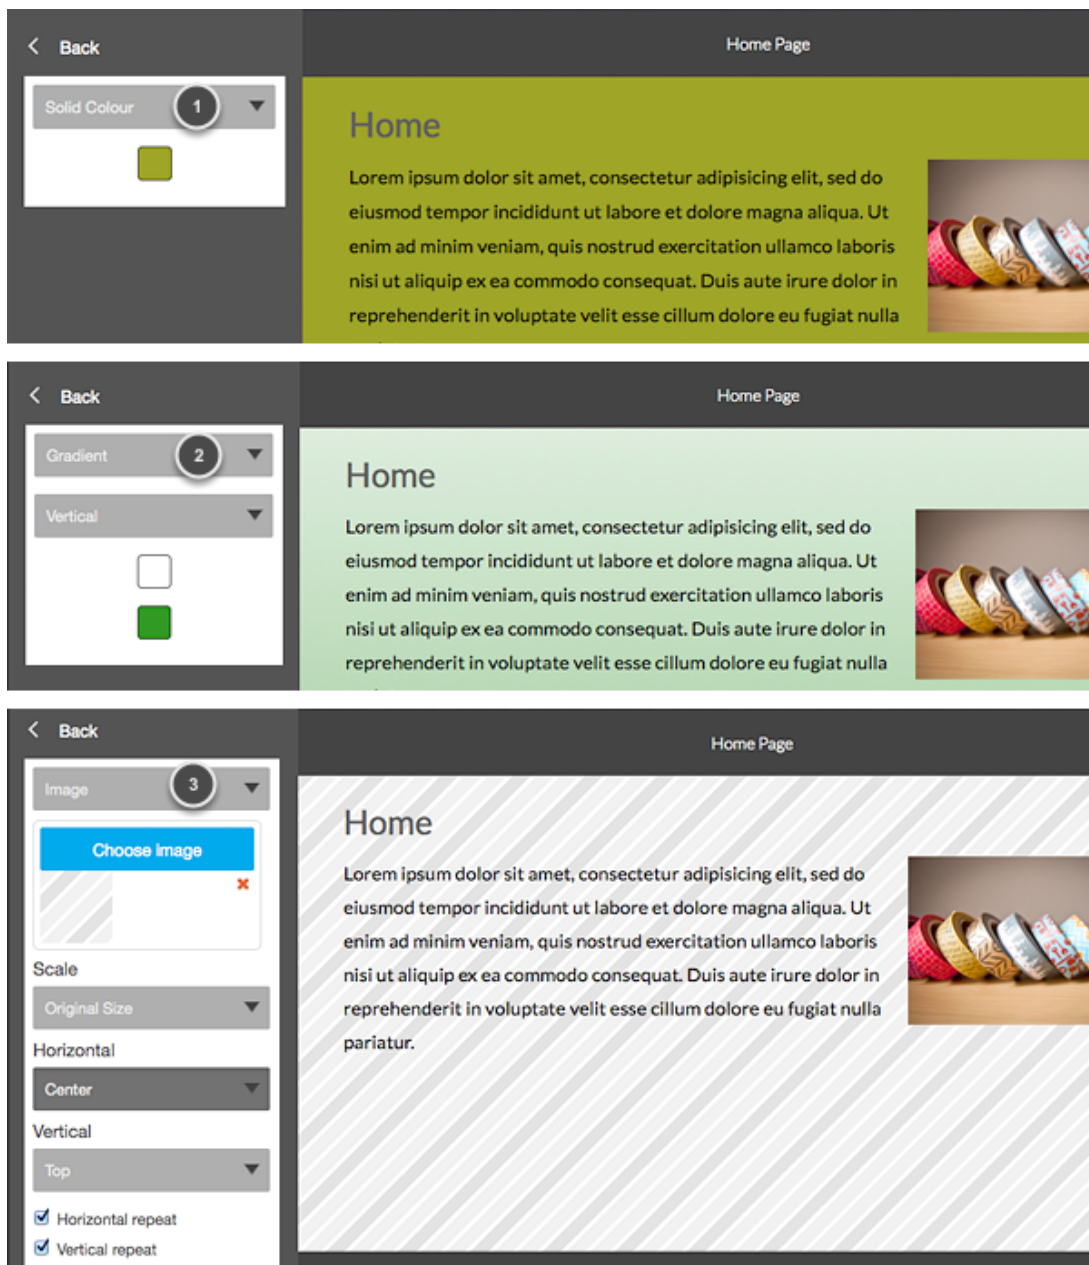 Back
Home Page
Solid Colour
1
Home
Lorem ipsum dolor sit amet, consectetur adipisicing elit, sed do
eiusmod tempor incididunt ut labore et dolore magna aliqua. Ut
enim ad minim veniam, quis nostrud exercitation ullamco laboris
nisi ut aliquip ex ea commodo consequat. Duis aute irure dolor in
reprehenderit in voluptate velit esse cillum dolore eu fugiat nulla
Back
Home Page
Gradient
2
Vertical
Home
Lorem ipsum dolor sit amet, consectetur adipisicing elit, sed do
eiusmod tempor incididunt ut labore et dolore magna aliqua. Ut
enim ad minim veniam, quis nostrud exercitation ullamco laboris
nisi ut aliquip ex ea commodo consequat. Duis aute irure dolor in
reprehenderit in voluptate velit esse cillum dolore eu fugiat nulla
Back
Home Page
Image
3
Choose Image
Scale
Original Size
Horizontal
Center
Vertical
Top
Horizontal repeat
Vertical repeat
Home
Lorem ipsum dolor sit amet, consectetur adipisicing elit, sed do
eiusmod tempor incididunt ut labore et dolore magna aliqua. Ut
enim ad minim veniam, quis nostrud exercitation ullamco laboris
nisi ut aliquip ex ea commodo consequat. Duis aute irure dolor in
reprehenderit in voluptate velit esse cillum dolore eu fugiat nulla
pariatur.